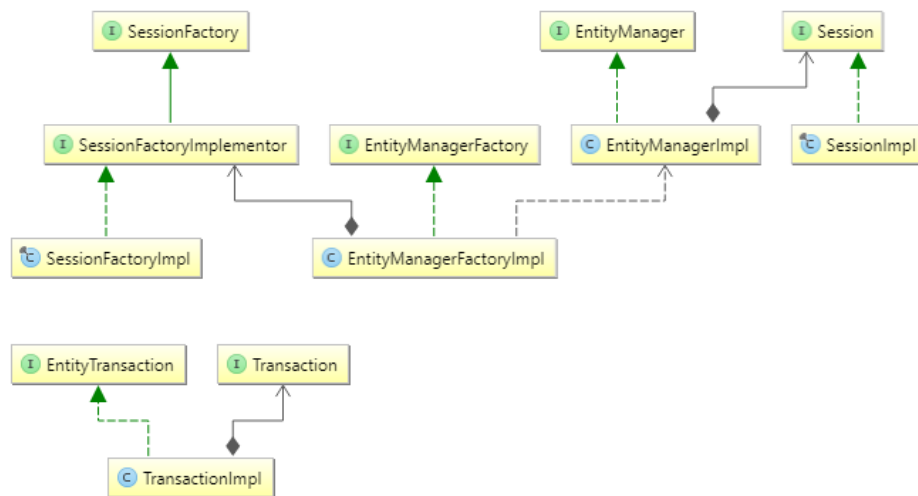 I SessionFactory
I EntityManager
I Session
I SessionFactoryImplementor
I EntityManagerFactory
C EntityManagerImpl
C SessionImpl
C SessionFactoryImpl
C EntityManagerFactoryImpl
I EntityTransaction
I Transaction
C TransactionImpl